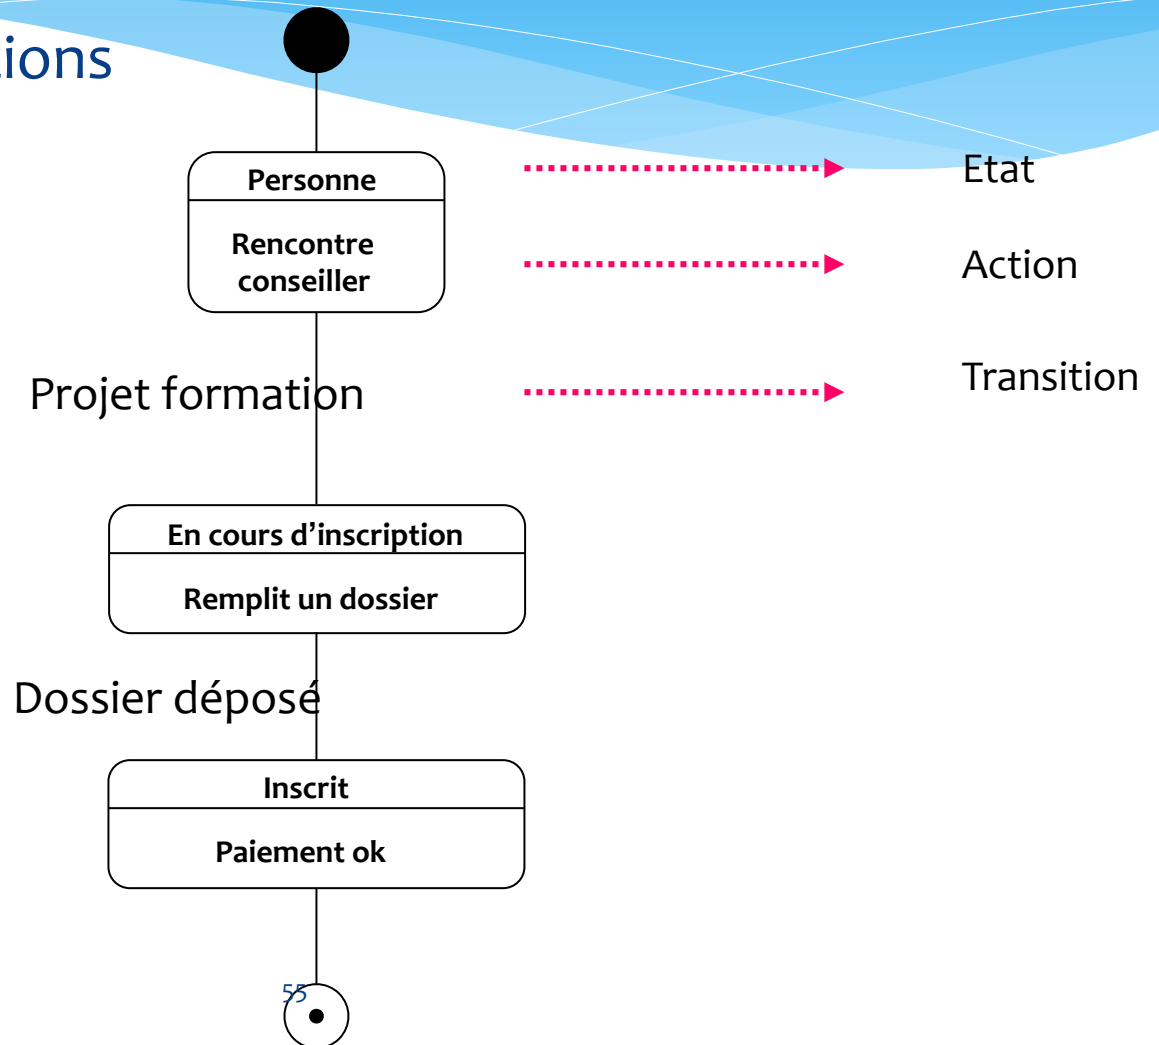 ions
Personne
Etat
Rencontre
conseiller
Action
Projet formation
Transition
En cours d’inscription
Remplit un dossier
Dossier déposé
Inscrit
Paiement ok
55